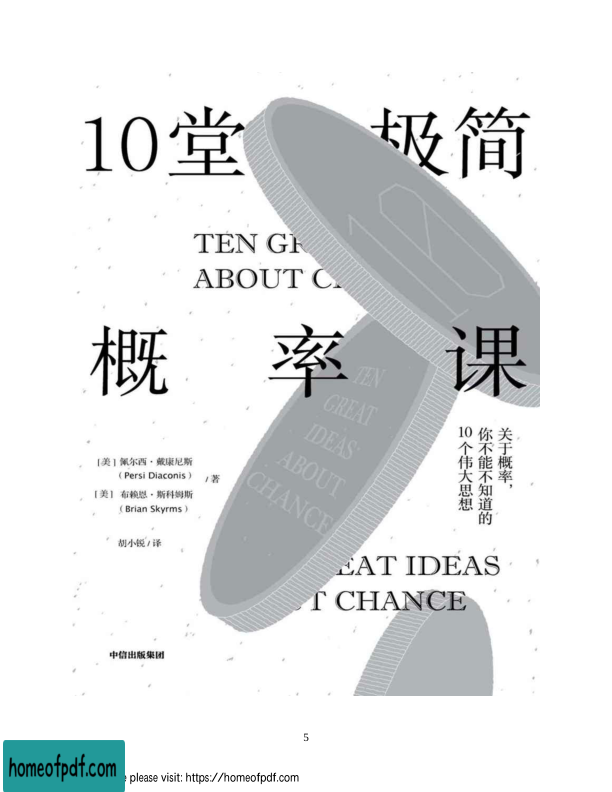 10堂 极简
TEN GR
ABOUT C
概 率 课
TEN
GREAT
IDEAS
ABOUT
CHANCE
关于概率，
你不能不知道的
10个伟大思想
[美] 佩尔西·戴康尼斯
（Persi Diaconis）
/ 著
[美] 布赖恩·斯科姆斯
（Brian Skyrms）
胡小锐 / 译
EAT IDEAS
T CHANCE
中信出版集团
5
homeofpdf.com
please visit: https://homeofpdf.com